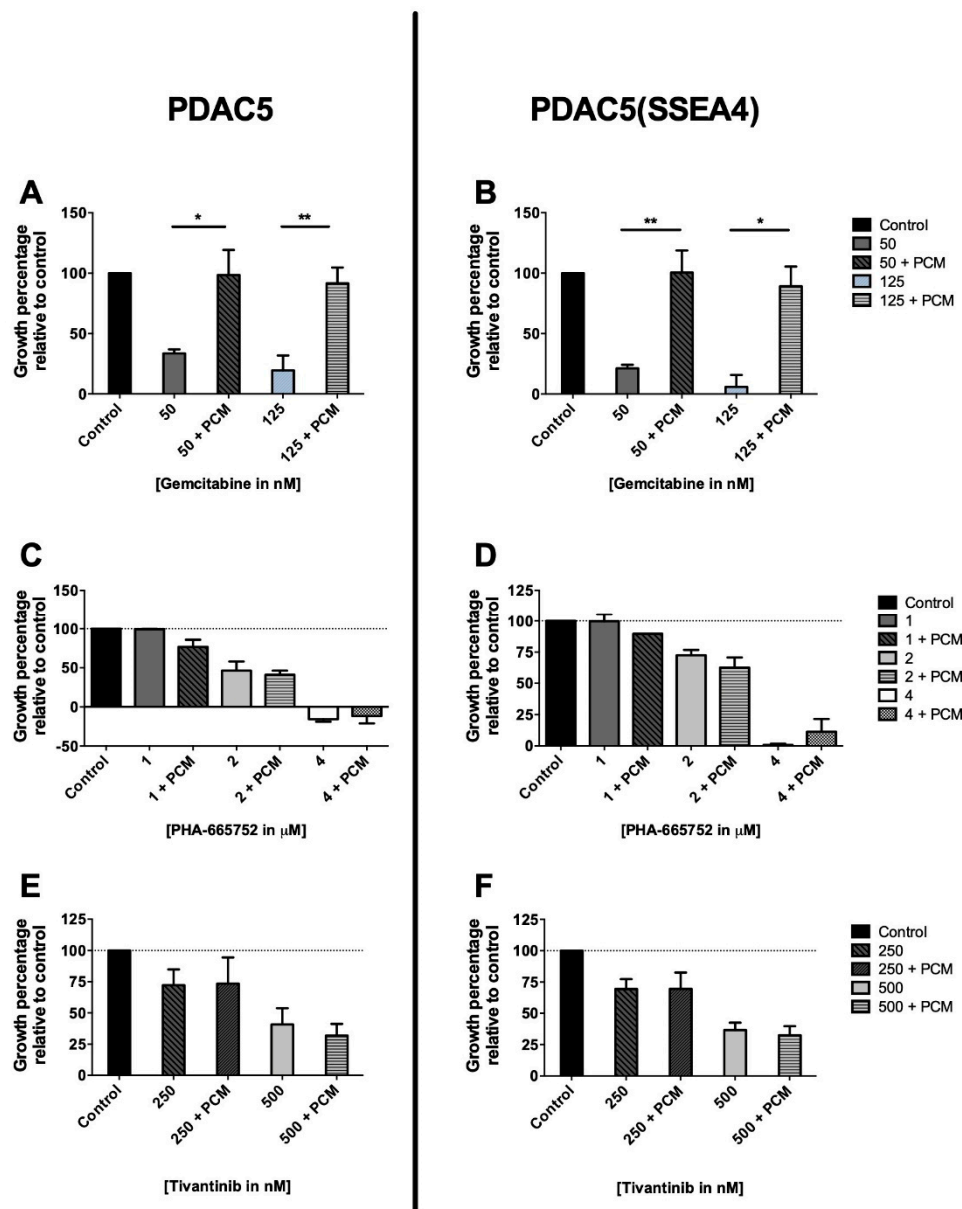 PDAC5
PDAC5(SSEA4)
A
Growth percentage
relative to control
150
100
50
0
*
**
Control
50
50 + PCM
125
125 + PCM
[Gemcitabine in nM]
B
Growth percentage
relative to control
150
100
50
0
**
*
Control
50
50 + PCM
125
125 + PCM
[Gemcitabine in nM]
Control
50
50 + PCM
125
125 + PCM
C
Growth percentage
relative to control
150
100
50
0
-50
Control
1
1 + PCM
2
2 + PCM
4
4 + PCM
[PHA-665752 in μM]
D
Growth percentage
relative to control
125
100
75
50
25
0
Control
1
1 + PCM
2
2 + PCM
4
4 + PCM
[PHA-665752 in μM]
Control
1
1 + PCM
2
2 + PCM
4
4 + PCM
E
Growth percentage
relative to control
125
100
75
50
25
0
Control
250
250 + PCM
500
500 + PCM
[Tivantinib in nM]
F
Growth percentage
relative to control
125
100
75
50
25
0
Control
250
250 + PCM
500
500 + PCM
[Tivantinib in nM]
Control
250
250 + PCM
500
500 + PCM